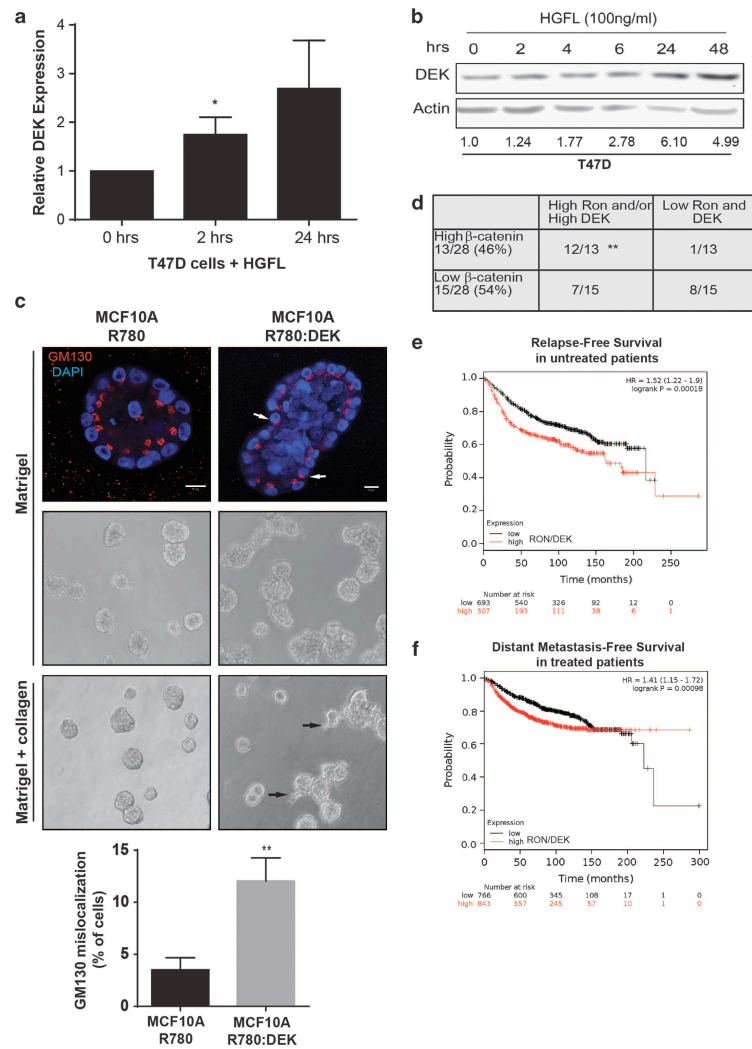 a
Relative DEK Expression
4
3
2
1
0
*
0 hrs 2 hrs 24 hrs
T47D cells + HGFL
b
HGFL (100ng/ml)
hrs 0 2 4 6 24 48
DEK
Actin
1.0 1.24 1.77 2.78 6.10 4.99
T47D
d
High Ron and/or Low Ron and
High DEK DEK
High β-catenin
13/28 (46%) 12/13 ** 1/13
Low β-catenin
15/28 (54%) 7/15 8/15
c
MCF10A MCF10A
R780 R780:DEK
GM130
DAPI
Matrigel
Matrigel + collagen
GM130 mislocalization
(% of cells)
15
10
5
0
**
MCF10A MCF10A
R780 R780:DEK
e
Relapse-Free Survival
in untreated patients
HR = 1.52 (1.22 - 1.9)
logrank P = 0.00018
Probability
1.0
0.8
0.6
0.4
0.2
0.0
Expression
low
high RON/DEK
0 50 100 150 200 250
Time (months)
Number at risk
low 693 540 326 92 12 0
high 307 193 111 38 6 1
f
Distant Metastasis-Free Survival
in treated patients
HR = 1.41 (1.15 - 1.72)
logrank P = 0.00098
Probability
1.0
0.8
0.6
0.4
0.2
0.0
Expression
low
high RON/DEK
0 50 100 150 200 250 300
Time (months)
Number at risk
low 766 600 345 108 17 1 0
high 843 557 245 57 10 1 0